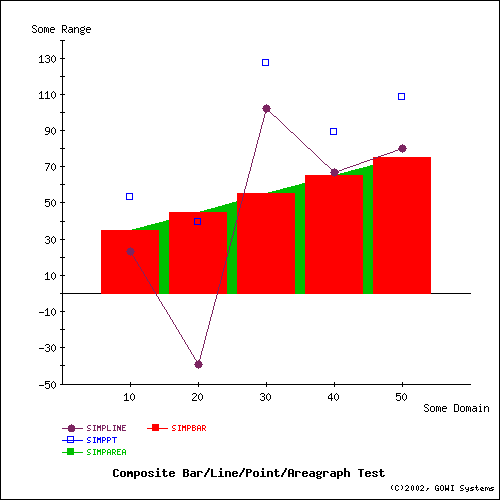 Some Range
130
110
90
70
50
30
10
-10
-30
-50
10 20 30 40 50
Some Domain
SIMPLINE SIMPBAR
SIMPPT
SIMPAREA
Composite Bar/Line/Point/Areagraph Test
(C)2002, GOWI Systems